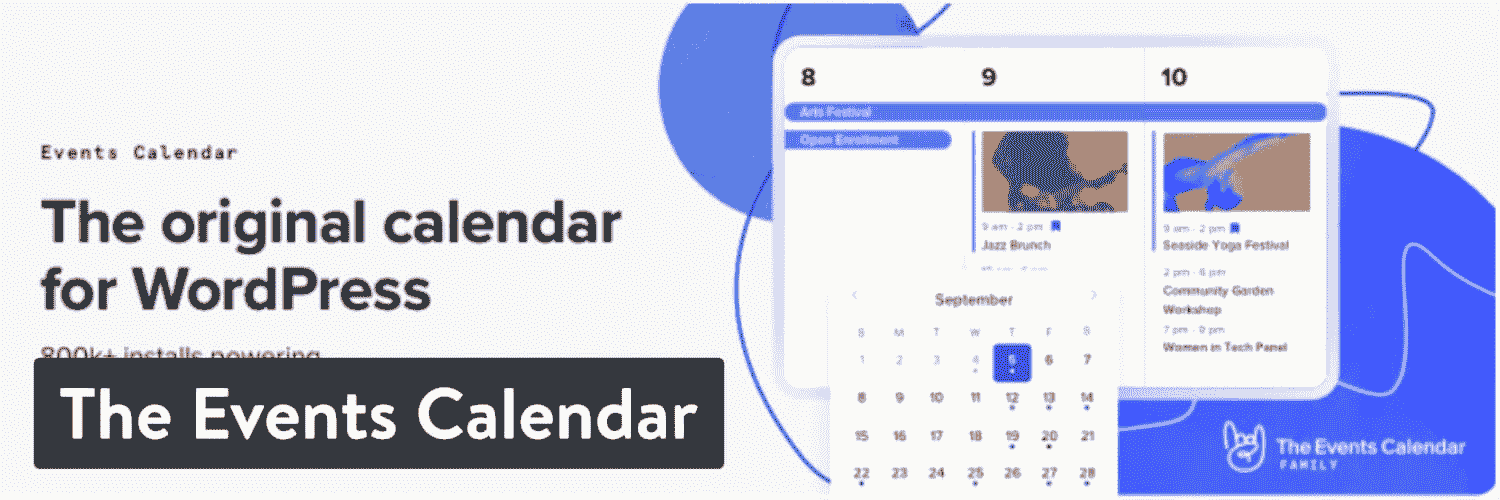 Events Calendar
The original calendar
for WordPress
800k+ installs powering
The Events Calendar
8 9 10
Arts Festival
Open Enrollment
9 am - 2 pm
Jazz Brunch
9 am - 2 pm
Seaside Yoga Festival
2 pm - 6 pm
Community Garden
Workshop
7 pm - 9 pm
Women in Tech Panel
September
S M T W T F S
1 2 3 4 5 6 7
8 9 10 11 12 13 14
15 16 17 18 19 20 21
22 23 24 25 26 27 28
The Events Calendar
FAMILY